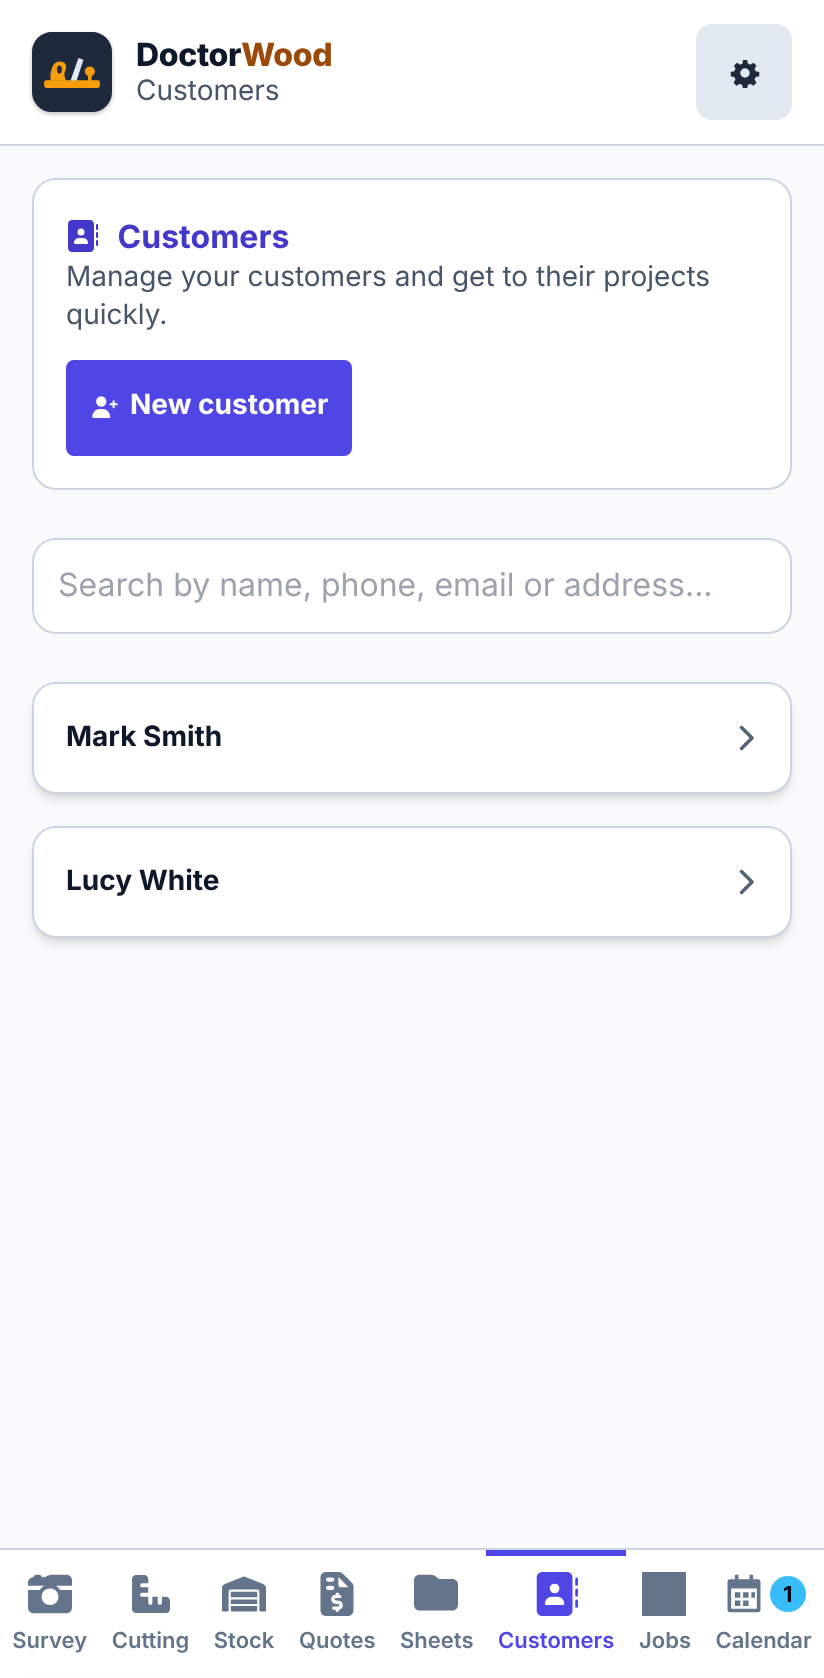 DoctorWood
Customers
Customers
Manage your customers and get to their projects
quickly.
New customer
Search by name, phone, email or address...
Mark Smith
Lucy White
1
Survey Cutting Stock Quotes Sheets Customers Jobs Calendar